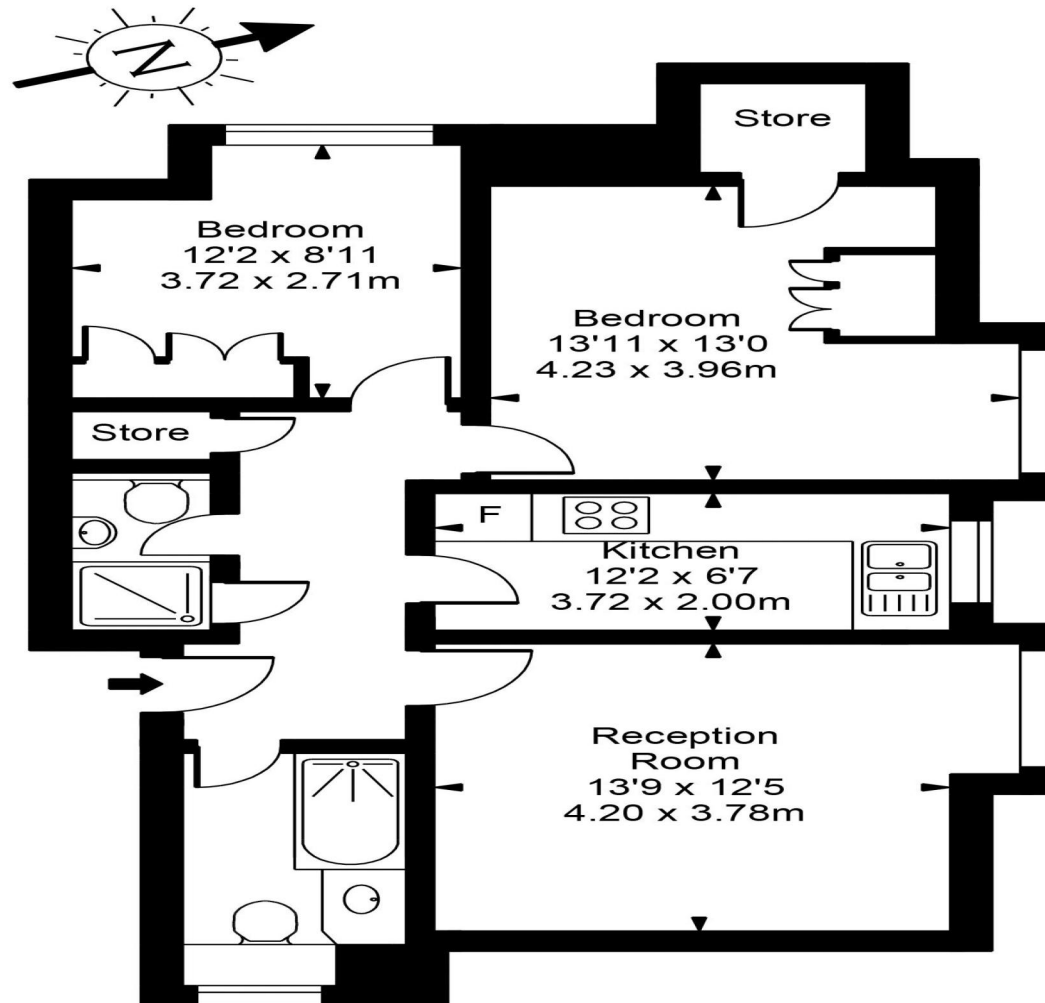 N
Store
Bedroom
12'2 x 8'11
3.72 x 2.71m
Bedroom
13'11 x 13'0
4.23 x 3.96m
Store
F
Kitchen
12'2 x 6'7
3.72 x 2.00m
Reception
Room
13'9 x 12'5
4.20 x 3.78m